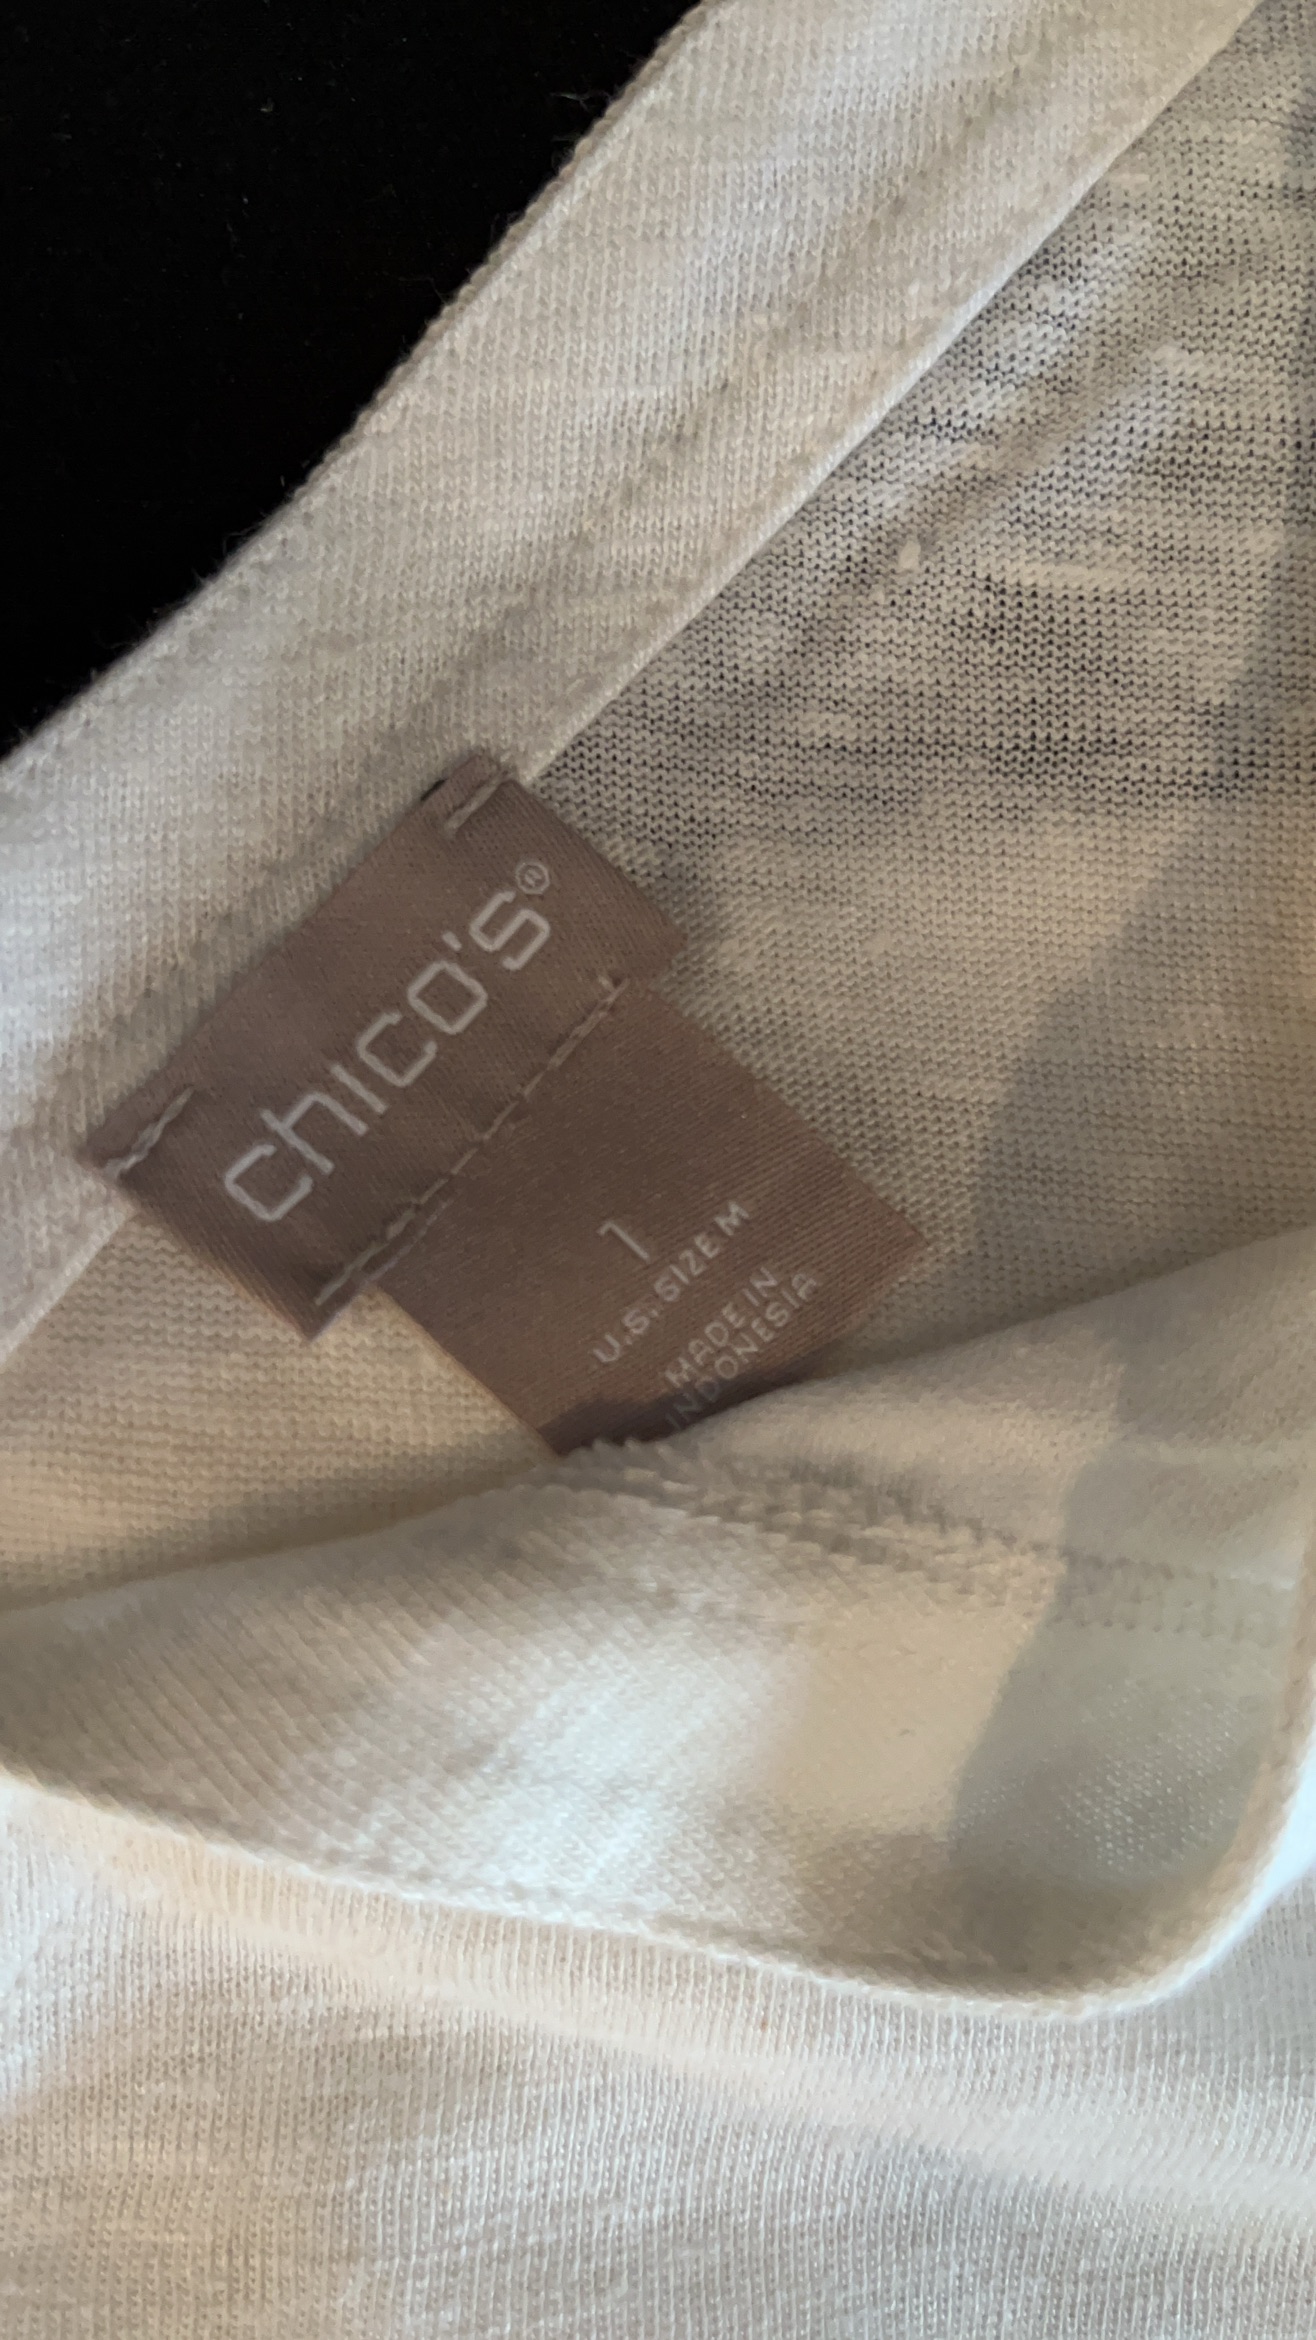 chico's®
1
U.S. SIZE M
MADE IN
INDONESIA